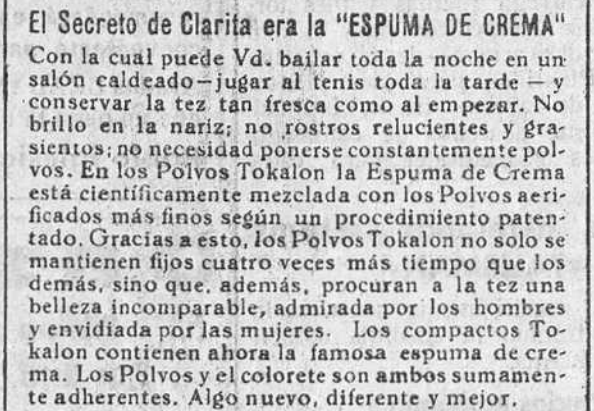 El Secreto de Clarita era la "ESPUMA DE CREMA"
Con la cual puede Vd. bailar toda la noche en un
salón caldeado—jugar al tenis toda la tarde — y
conservar la tez tan fresca como al empezar. No
brillo en la nariz; no rostros relucientes y gra-
sientos; no necesidad ponerse constantemente pol-
vos. En los Polvos Tokalon la Espuma de Crema
está científicamente mezclada con los Polvos aeri-
ficados más finos según un procedimiento paten-
tado. Gracias a esto, los Polvos Tokalon no solo se
mantienen fijos cuatro veces más tiempo que los
demás, sino que, además, procuran a la tez una
belleza incomparable, admirada por los hombres
y envidiada por las mujeres. Los compactos To-
kalon contienen ahora la famosa espuma de cre-
ma. Los Polvos y el colorete son ambos sumamen-
te adherentes. Algo nuevo, diferente y mejor.